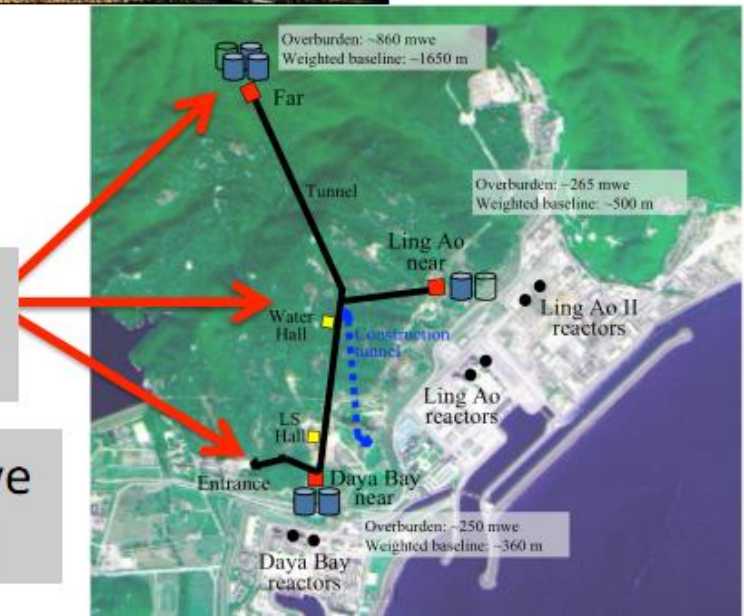 Overburden: ~860 mwe
Weighted baseline: ~1650 m
Far
Tunnel
Overburden: ~265 mwe
Weighted baseline: ~500 m
Ling Ao
near
Water
Hall
Construction
tunnel
Ling Ao II
reactors
Ling Ao
reactors
LS
Hall
ve
Entrance
Daya Bay
near
Overburden: ~250 mwe
Weighted baseline: ~360 m
Daya Bay
reactors